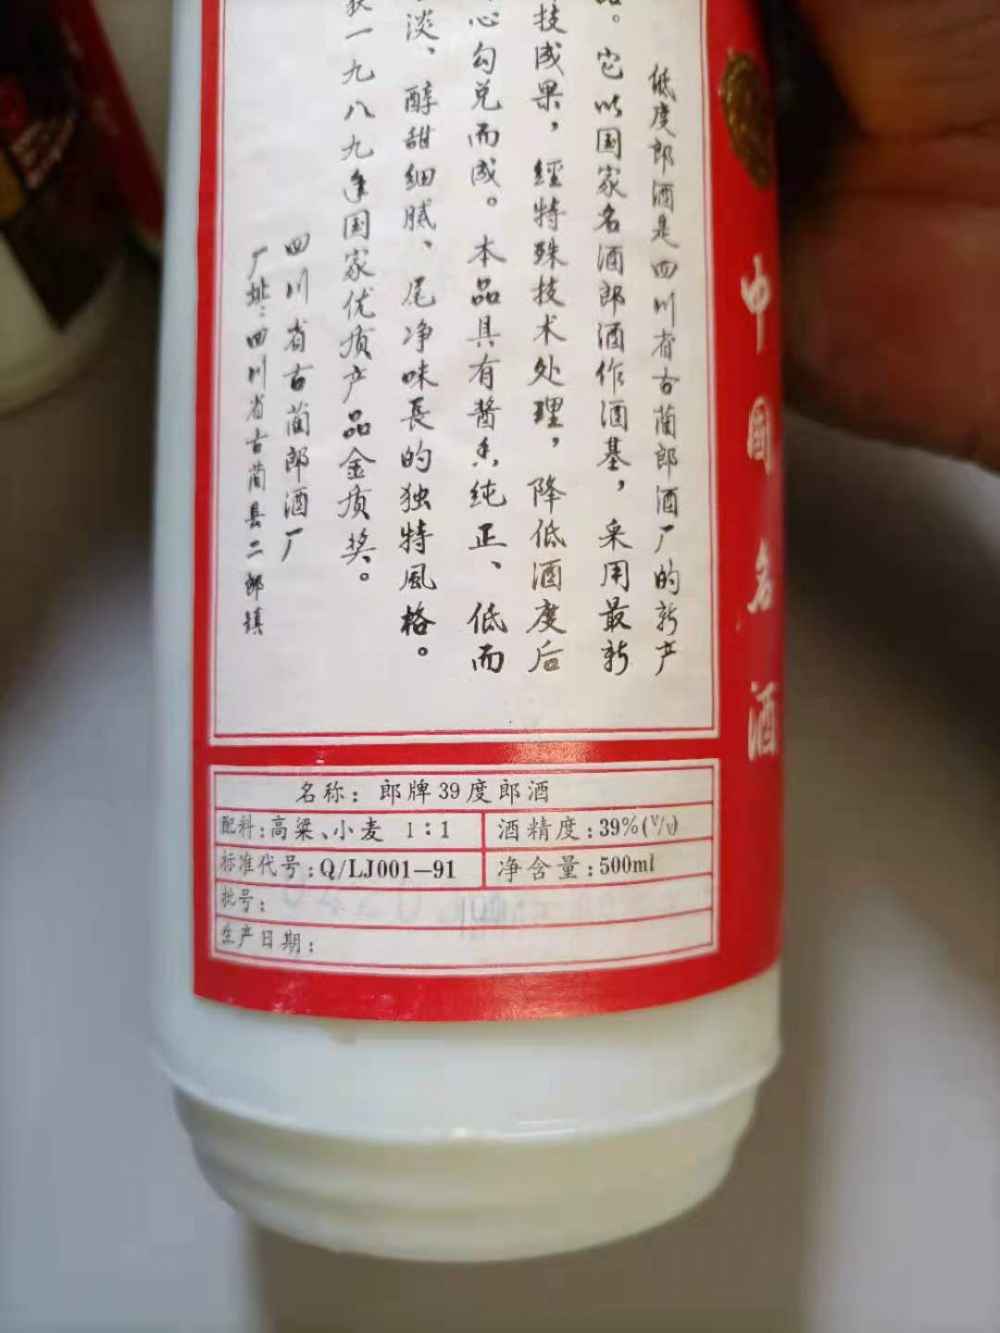 低度郎酒是四川省古蔺郎酒厂的新产
品。它以国家名酒郎酒作酒基，采用最新
技成果，經特殊技术处理，降低酒度后
心勾兑而成。本品具有酱香纯正、低而
淡、醇甜细腻、尾净味長的独特風格。
获一九八九年国家优质产品金质奖。
四川省古蔺郎酒厂
厂址：四川省古蔺县二郎镇
中國名酒
名称：郎牌39度郎酒
配料：高粱、小麦 1：1
酒精度：39%(V/V)
标准代号：Q/LJ001—91
净含量：500ml
批号：
生产日期：